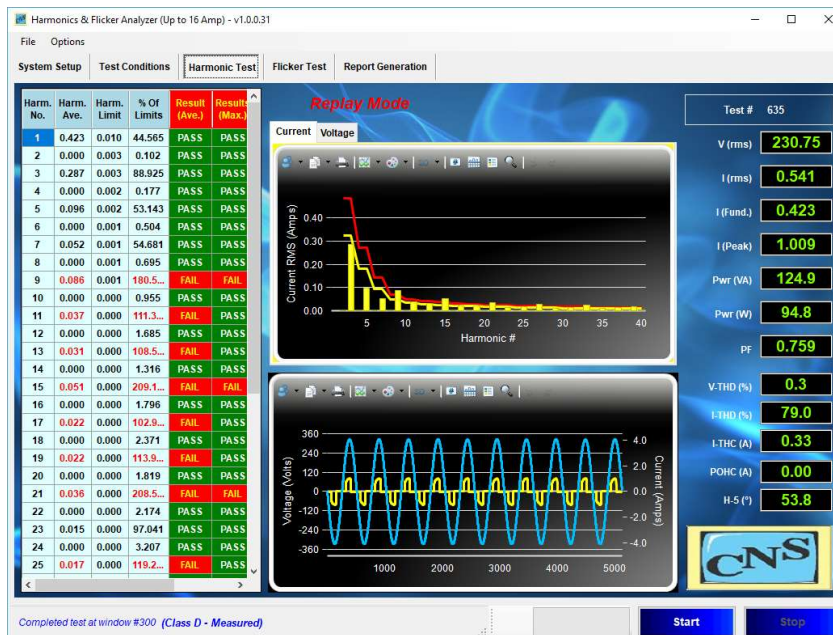 Harmonics & Flicker Analyzer (Up to 16 Amp) - v1.0.0.31
File Options
System Setup Test Conditions Harmonic Test Flicker Test Report Generation
Harm. No. Harm. Ave. Harm. Limit % Of Limits Result (Ave.) Results (Max.)
1 0.423 0.010 44.565 PASS PASS
2 0.000 0.003 0.102 PASS PASS
3 0.287 0.003 88.925 PASS PASS
4 0.000 0.002 0.177 PASS PASS
5 0.096 0.002 53.143 PASS PASS
6 0.000 0.001 0.504 PASS PASS
7 0.052 0.001 54.681 PASS PASS
8 0.000 0.001 0.695 PASS PASS
9 0.086 0.001 180.5... FAIL FAIL
10 0.000 0.000 0.955 PASS PASS
11 0.037 0.000 111.3... FAIL PASS
12 0.000 0.000 1.685 PASS PASS
13 0.031 0.000 108.5... FAIL PASS
14 0.000 0.000 1.316 PASS PASS
15 0.051 0.000 209.1... FAIL FAIL
16 0.000 0.000 1.796 PASS PASS
17 0.022 0.000 102.9... FAIL PASS
18 0.000 0.000 2.371 PASS PASS
19 0.022 0.000 113.9... FAIL PASS
20 0.000 0.000 1.819 PASS PASS
21 0.036 0.000 208.5... FAIL FAIL
22 0.000 0.000 2.174 PASS PASS
23 0.015 0.000 97.041 PASS PASS
24 0.000 0.000 3.207 PASS PASS
25 0.017 0.000 119.2... FAIL PASS
Replay Mode
Current Voltage
Current RMS (Amps)
0.40
0.30
0.20
0.10
0.00
5 10 15 20 25 30 35 40
Harmonic #
Voltage (Volts)
360
240
120
0
-120
-240
-360
4.0
2.0
0.0
-2.0
-4.0
Current (Amps)
1000 2000 3000 4000 5000
Test # 635
V (rms) 230.75
I (rms) 0.541
I (Fund.) 0.423
I (Peak) 1.009
Pwr (VA) 124.9
Pwr (W) 94.8
PF 0.759
V-THD (%) 0.3
I-THD (%) 79.0
I-THC (A) 0.33
POHC (A) 0.00
H-5 (°) 53.8
CNS
Completed test at window #300 (Class D - Measured)
Start Stop